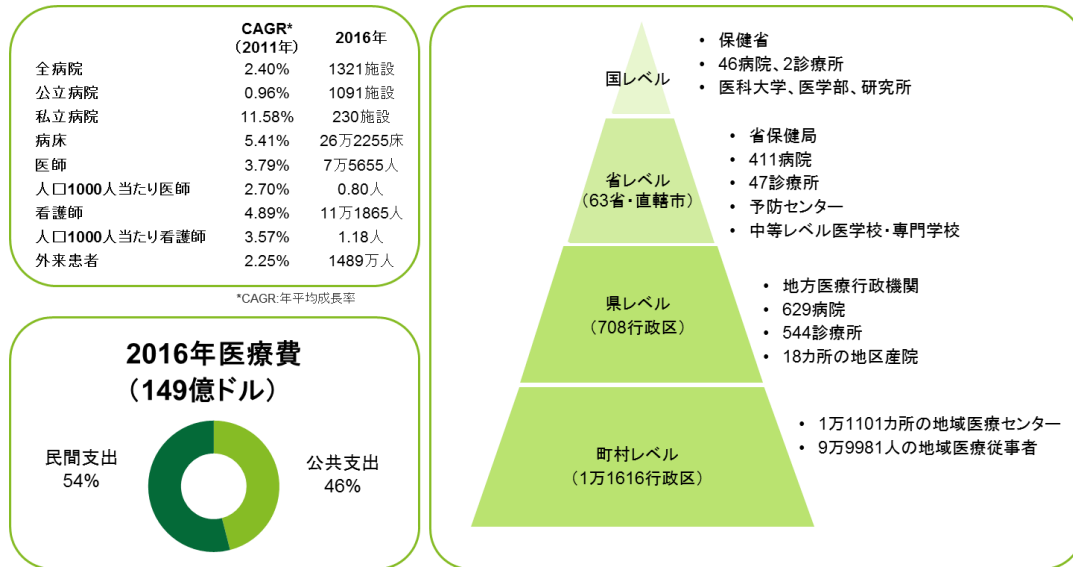 CAGR*
（2011年） 2016年
全病院 2.40% 1321施設
公立病院 0.96% 1091施設
私立病院 11.58% 230施設
病床 5.41% 26万2255床
医師 3.79% 7万5655人
人口1000人当たり医師 2.70% 0.80人
看護師 4.89% 11万1865人
人口1000人当たり看護師 3.57% 1.18人
外来患者 2.25% 1489万人
*CAGR:年平均成長率
2016年医療費
（149億ドル）
民間支出
54%
公共支出
46%
国レベル
• 保健省
• 46病院、2診療所
• 医科大学、医学部、研究所
省レベル
（63省・直轄市）
• 省保健局
• 411病院
• 47診療所
• 予防センター
• 中等レベル医学校・専門学校
県レベル
（708行政区）
• 地方医療行政機関
• 629病院
• 544診療所
• 18カ所の地区産院
町村レベル
（1万1616行政区）
• 1万1101カ所の地域医療センター
• 9万9981人の地域医療従事者